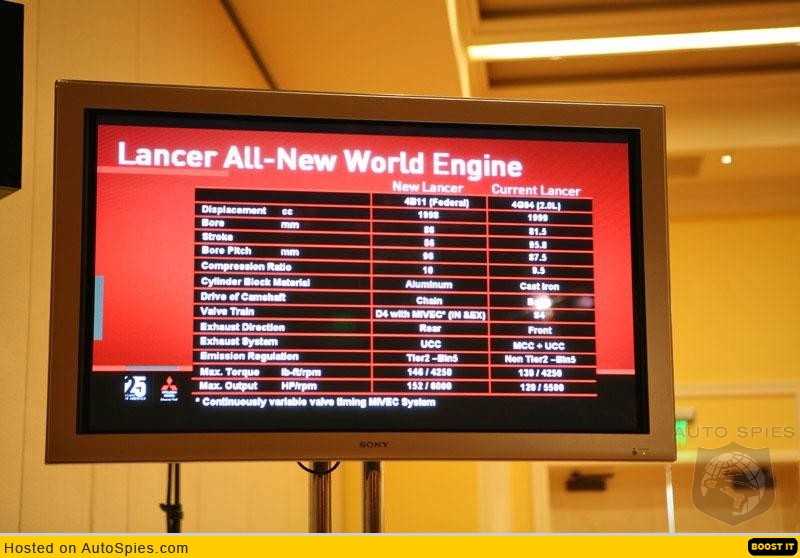 Lancer All-New World Engine
New Lancer Current Lancer
4B11 (Federal) 4G94 (2.0L)
Displacement cc 1998 1999
Bore mm 86 81.5
Stroke 86 95.8
Bore Pitch mm 96 87.5
Compression Ratio 10 9.5
Cylinder Block Material Aluminum Cast Iron
Drive of Camshaft Chain
Valve Train D4 with MIVEC* (IN &EX) S4
Exhaust Direction Rear Front
Exhaust System UCC MCC + UCC
Emission Regulation Tier2 –Bin5 Non Tier2 –Bin5
Max. Torque lb-ft/rpm 146 / 4250 130 / 4250
Max. Output HP/rpm 152 / 6000 120 / 5500
* Continuously variable valve timing MIVEC System
25
SONY
AUTO SPIES
Hosted on AutoSpies.com
BOOST IT